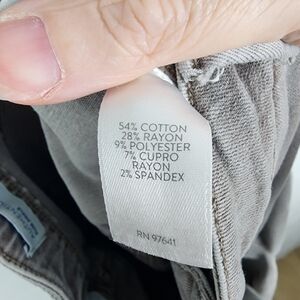 54% COTTON
28% RAYON
9% POLYESTER
7% CUPRO
RAYON
2% SPANDEX
RN 97641